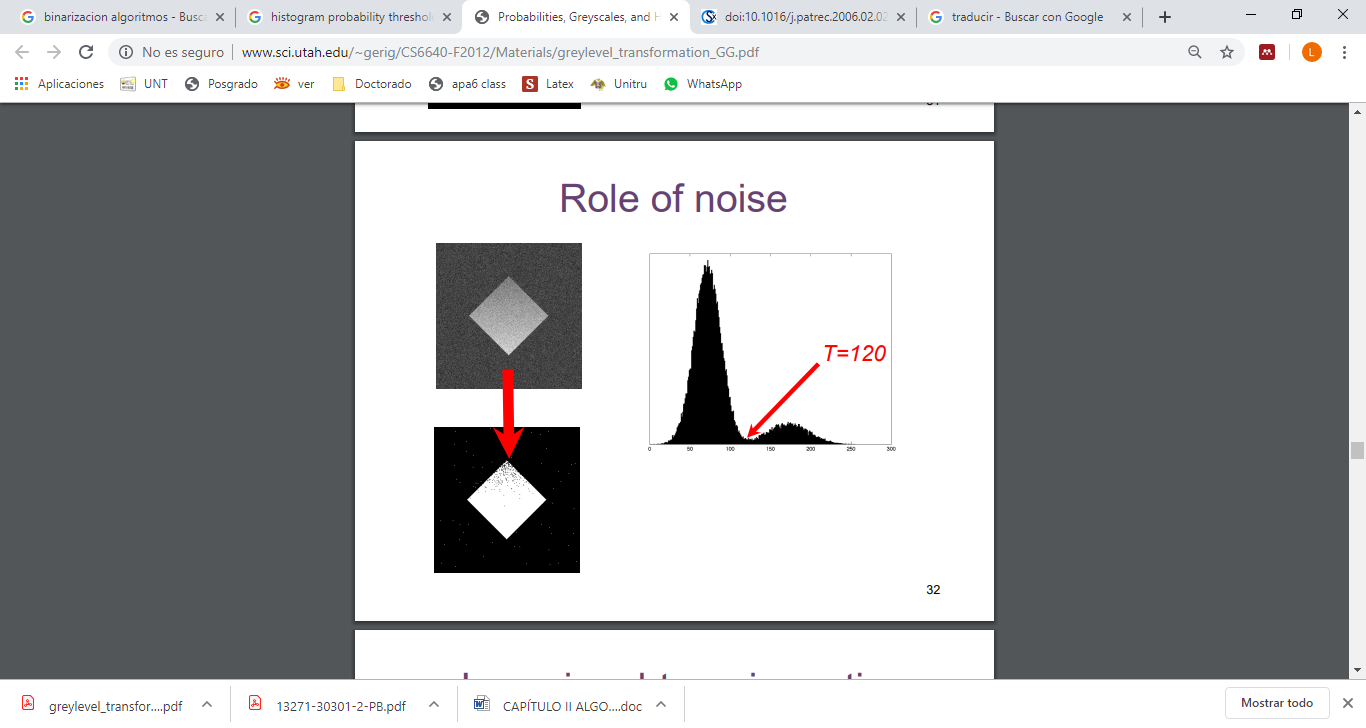 binarizacion algoritmos - Busca
histogram probability threshol
Probabilities, Greyscales, and H
doi:10.1016/j.patrec.2006.02.02
traducir - Buscar con Google
No es seguro
www.sci.utah.edu/~gerig/CS6640-F2012/Materials/greylevel_transformation_GG.pdf
L
Aplicaciones
UNT
Posgrado
ver
Doctorado
apa6 class
S
Latex
Unitru
WhatsApp
Role of noise
T=120
0 50 100 150 200 250 300
32
greylevel_transfor....pdf
13271-30301-2-PB.pdf
CAPÍTULO II ALGO....doc
Mostrar todo